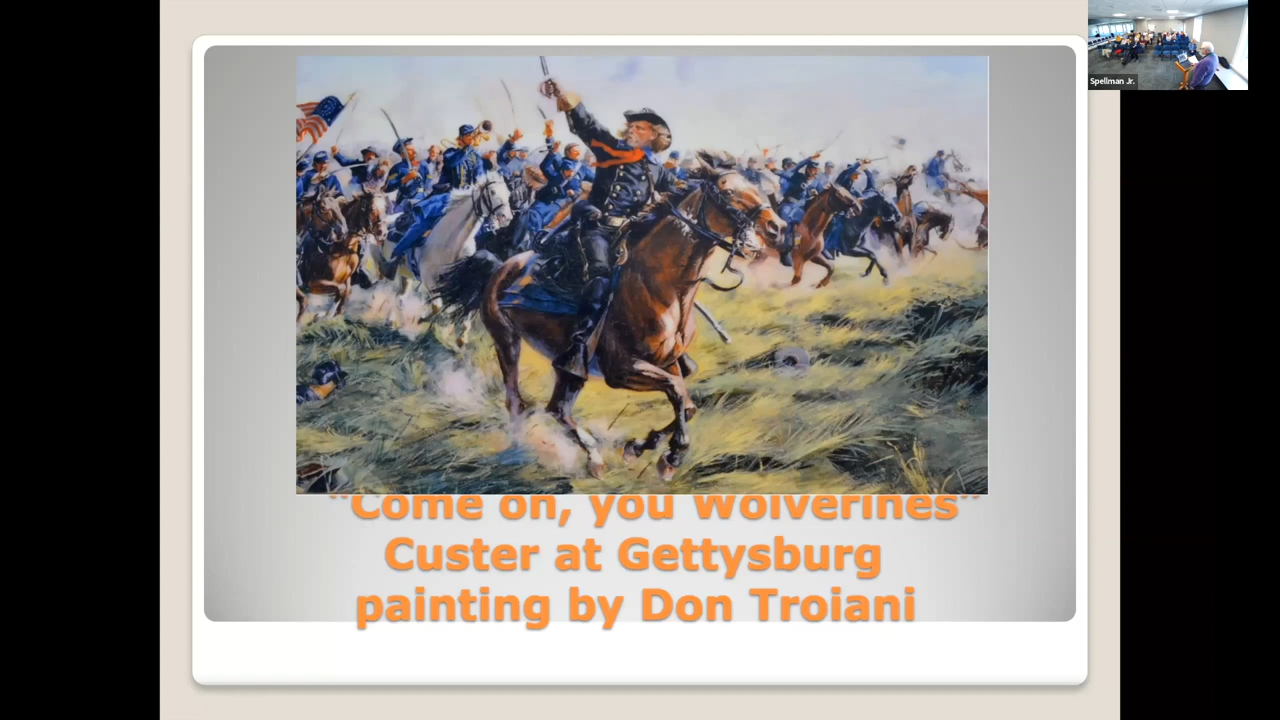 Spellman Jr.
"Come on, you Wolverines"
Custer at Gettysburg
painting by Don Troiani